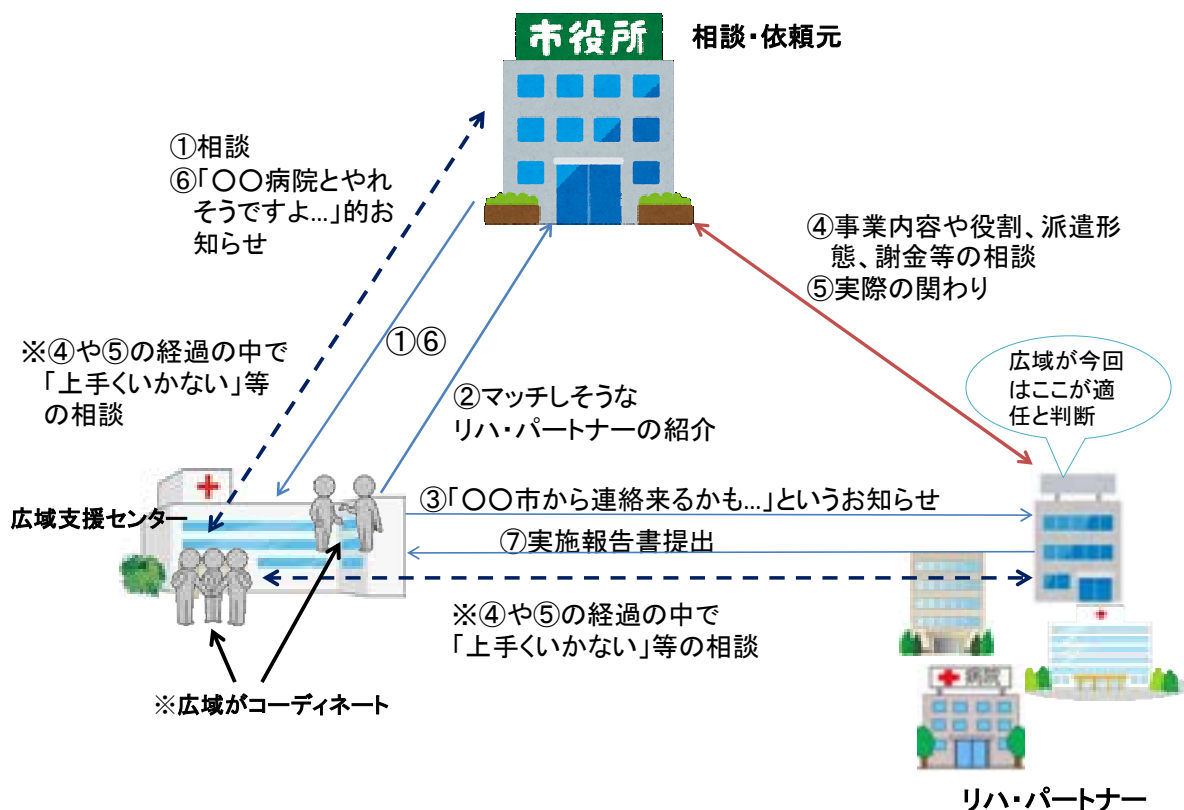 市役所
相談・依頼元
①相談
⑥「〇〇病院とやれ
そうですよ…」的お
知らせ
④事業内容や役割、派遣形
態、謝金等の相談
⑤実際の関わり
①⑥
※④や⑤の経過の中で
「上手くいかない」等
の相談
②マッチしそうな
リハ・パートナーの紹介
広域が今回
はここが適
任と判断
広域支援センター
③「〇〇市から連絡来るかも…」というお知らせ
⑦実施報告書提出
※④や⑤の経過の中で
「上手くいかない」等の相談
※広域がコーディネート
病院
リハ・パートナー